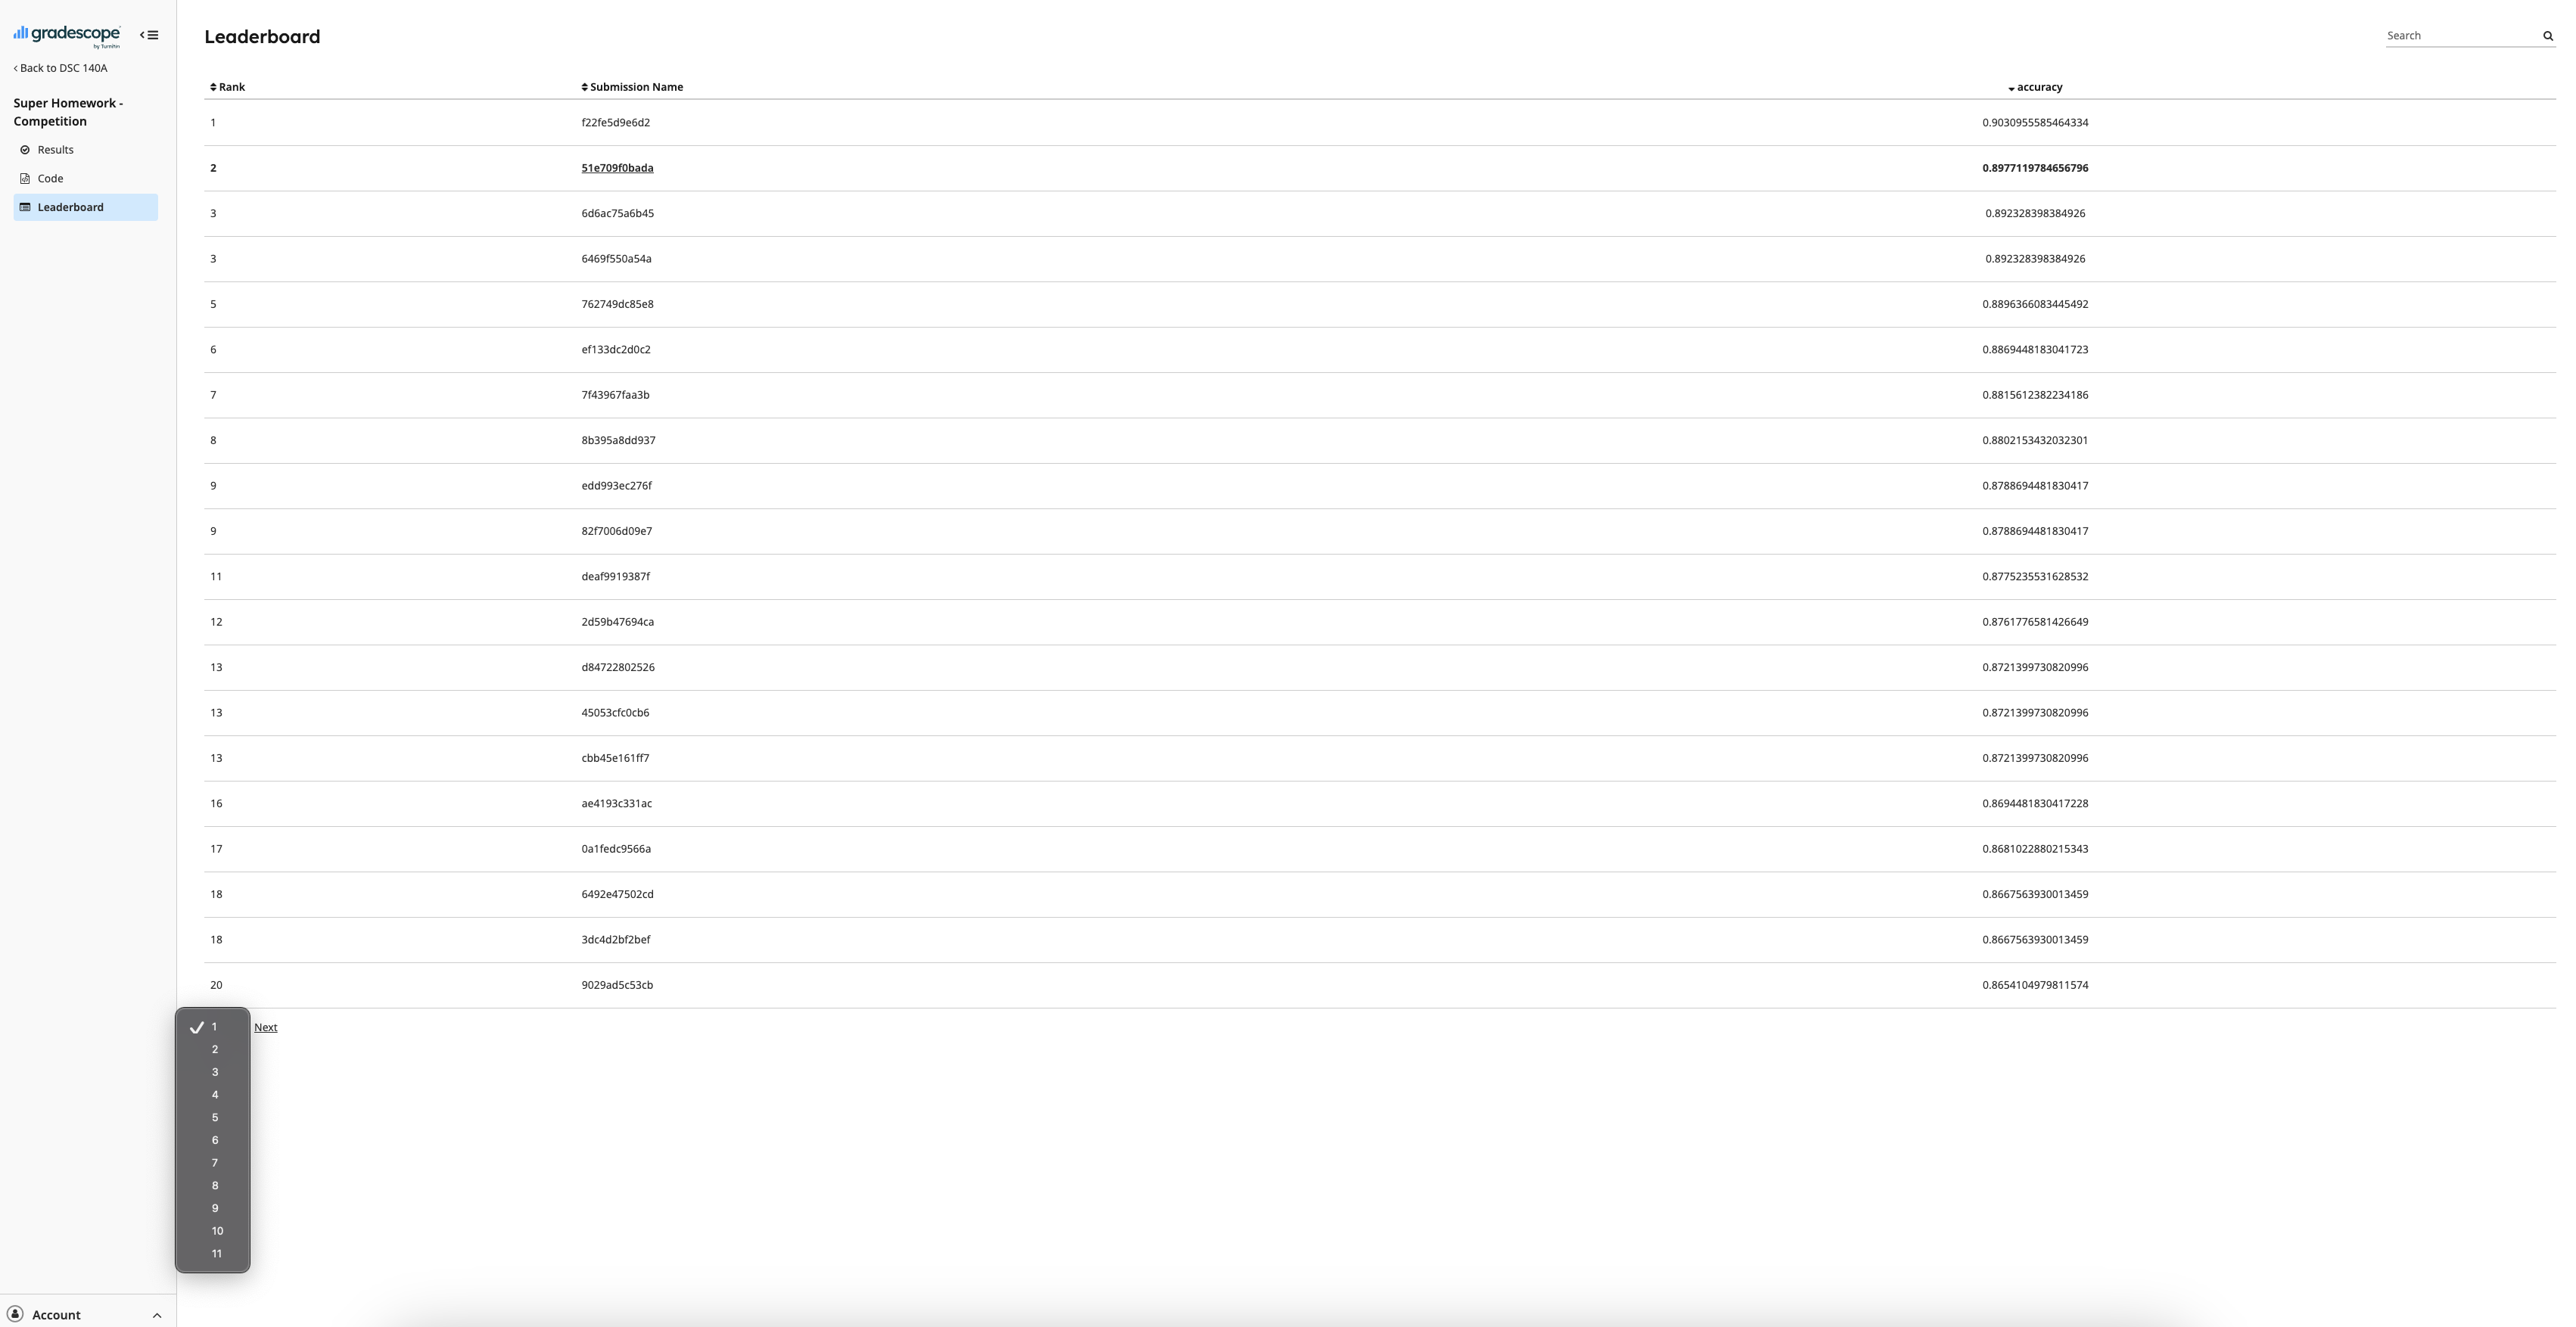 gradescope
by Turnitin
Back to DSC 140A
Super Homework -
Competition
Results
Code
Leaderboard
Leaderboard
Search
Rank Submission Name accuracy
1 f22fe5d9e6d2 0.9030955585464334
2 51e709f0bada 0.8977119784656796
3 6d6ac75a6b45 0.892328398384926
3 6469f550a54a 0.892328398384926
5 762749dc85e8 0.8896366083445492
6 ef133dc2d0c2 0.8869448183041723
7 7f43967faa3b 0.8815612382234186
8 8b395a8dd937 0.8802153432032301
9 edd993ec276f 0.8788694481830417
9 82f7006d09e7 0.8788694481830417
11 deaf9919387f 0.8775235531628532
12 2d59b47694ca 0.8761776581426649
13 d84722802526 0.8721399730820996
13 45053cfc0cb6 0.8721399730820996
13 cbb45e161ff7 0.8721399730820996
16 ae4193c331ac 0.8694481830417228
17 0a1fedc9566a 0.8681022880215343
18 6492e47502cd 0.8667563930013459
18 3dc4d2bf2bef 0.8667563930013459
20 9029ad5c53cb 0.8654104979811574
1 Next
2
3
4
5
6
7
8
9
10
11
Account